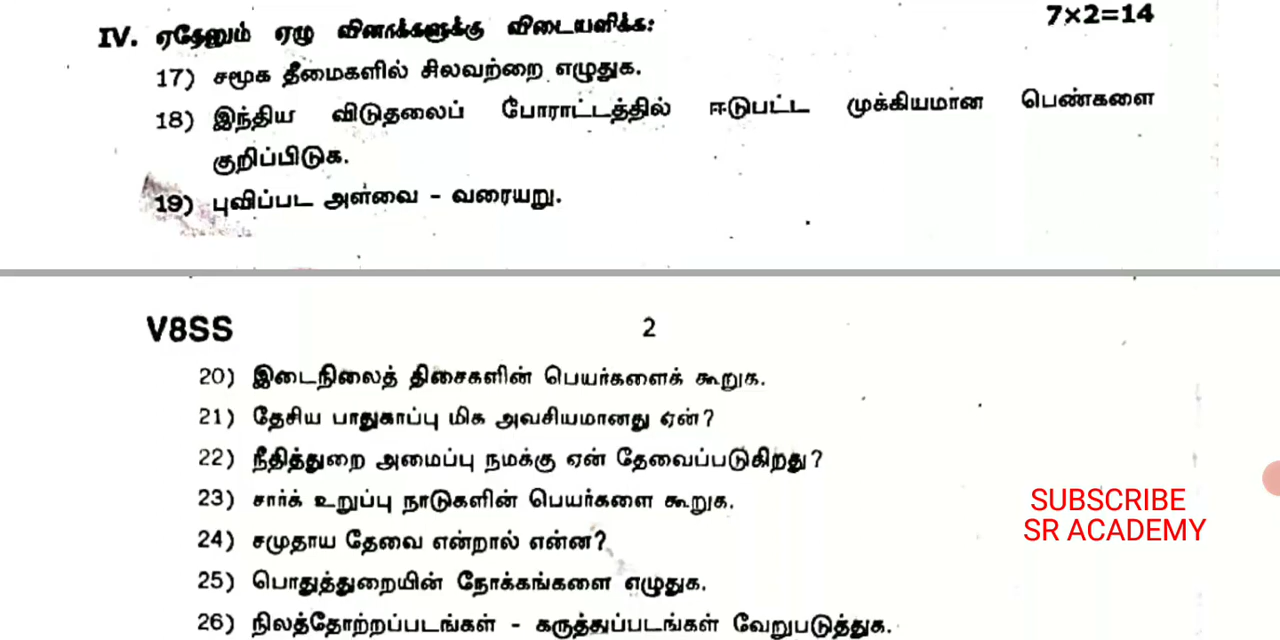 IV. ஏதேனும் ஏழு வினாக்களுக்கு விடையளிக்க: 7×2=14
17) சமூக தீமைகளில் சிலவற்றை எழுதுக.
18) இந்திய விடுதலைப் போராட்டத்தில் ஈடுபட்ட முக்கியமான பெண்களை
குறிப்பிடுக.
19) புவிப்பட அள்வை – வரையறு.
V8SS 2
20) இடைநிலைத் திசைகளின் பெயர்களைக் கூறுக.
21) தேசிய பாதுகாப்பு மிக அவசியமானது ஏன்?
22) நீதித்துறை அமைப்பு நமக்கு ஏன் தேவைப்படுகிறது?
23) சார்க் உறுப்பு நாடுகளின் பெயர்களை கூறுக.
SUBSCRIBE
SR ACADEMY
24) சமுதாய தேவை என்றால் என்ன?
25) பொதுத்துறையின் நோக்கங்களை எழுதுக.
26) நிலத்தோற்றப்படங்கள் – கருத்துப்படங்கள் வேறுபடுத்துக.